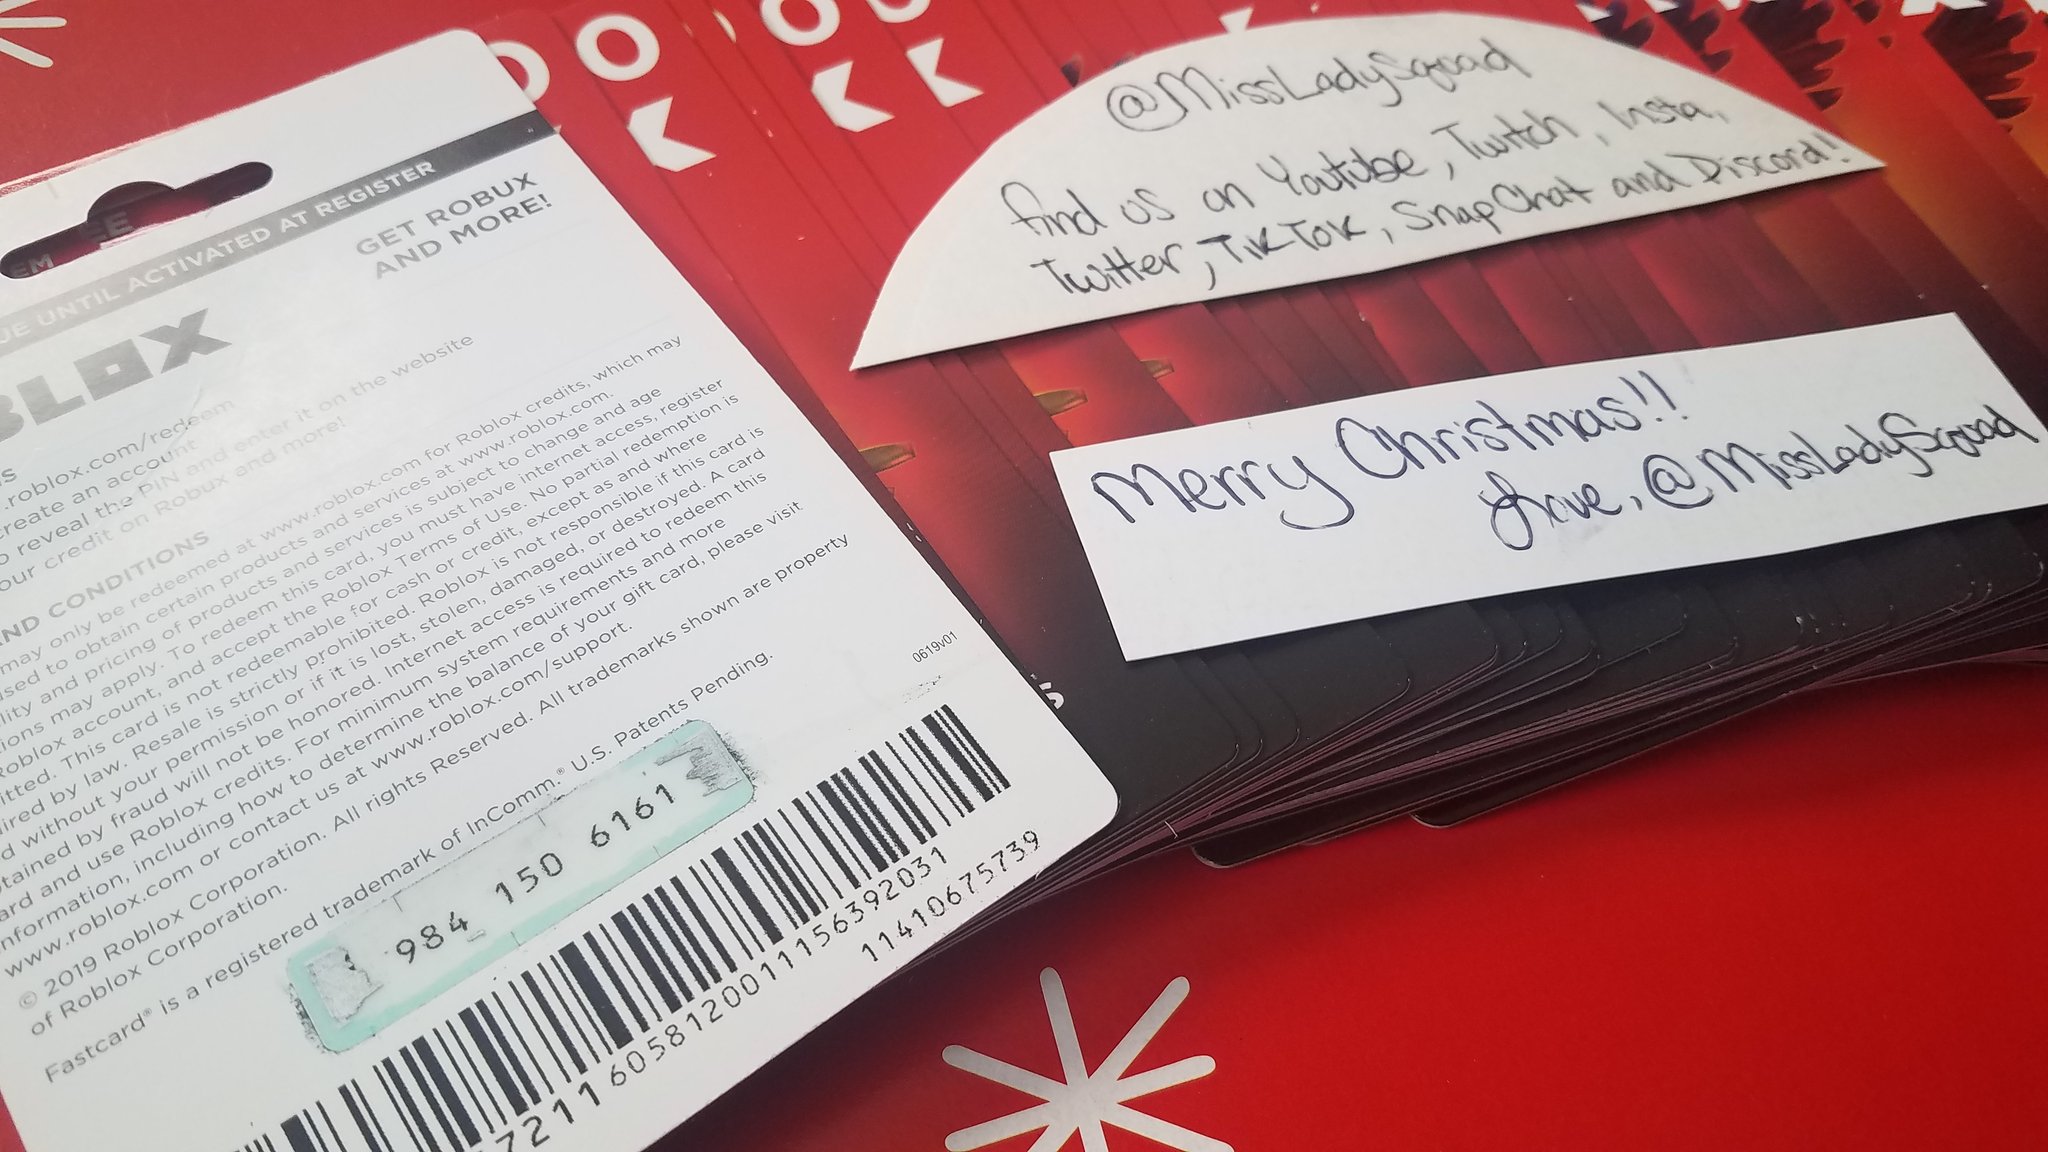 UE UNTIL ACTIVATED AT REGISTER
GET ROBUX
AND MORE!
BLOX
.roblox.com/redeem
create an account
to reveal the PIN and enter it on the website
our credit on Robux and more!
AND CONDITIONS
may only be redeemed at www.roblox.com for Roblox credits, which may
used to obtain certain products and services at www.roblox.com.
lity and pricing of products and services is subject to change and age
tions may apply. To redeem this card, you must have internet access, register
Roblox account, and accept the Roblox Terms of Use. No partial redemption is
itted. This card is not redeemable for cash or credit, except as and where
ired by law. Resale is strictly prohibited. Roblox is not responsible if this card is
d without your permission or if it is lost, stolen, damaged, or destroyed. A card
tained by fraud will not be honored. Internet access is required to redeem this
ard and use Roblox credits. For minimum system requirements and more
nformation, including how to determine the balance of your gift card, please visit
www.roblox.com or contact us at www.roblox.com/support.
© 2019 Roblox Corporation. All rights Reserved. All trademarks shown are property
of Roblox Corporation.
Fastcard® is a registered trademark of InComm.® U.S. Patents Pending.
0619v01
984 150 6161
72116058120011156392031
11410675739
@MissLadySquad
find us on Youtube, Twitch, Insta,
Twitter, TikTok, SnapChat and Discord!
Merry Christmas!!
Love, @MissLadySquad